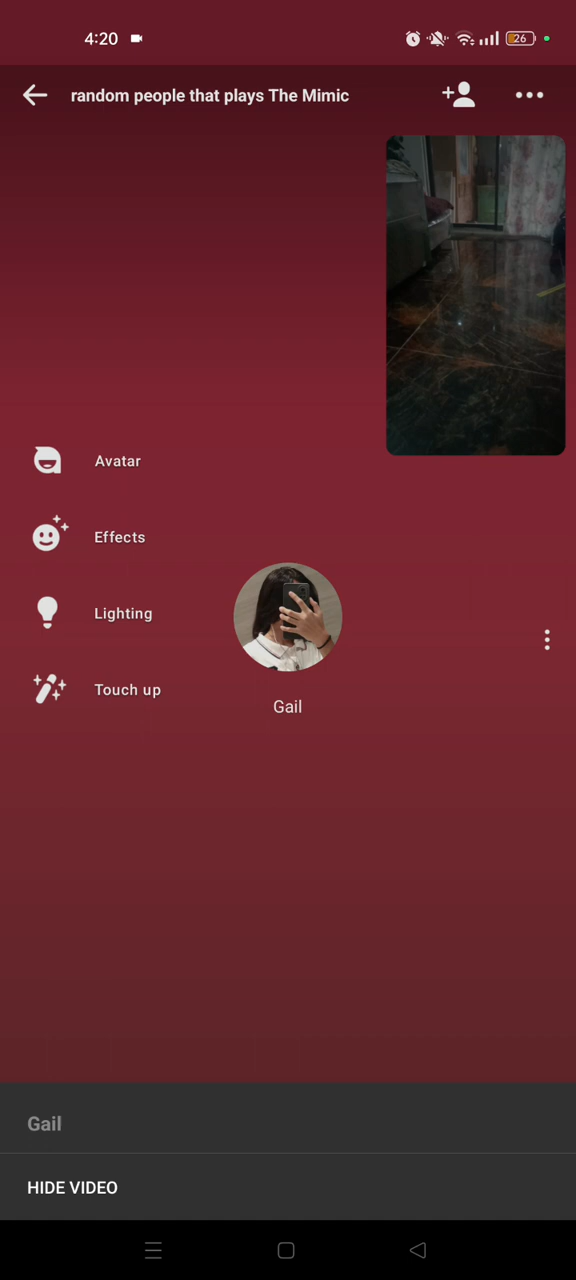 4:20
26
random people that plays The Mimic
Avatar
Effects
Lighting
Touch up
Gail
Gail
HIDE VIDEO